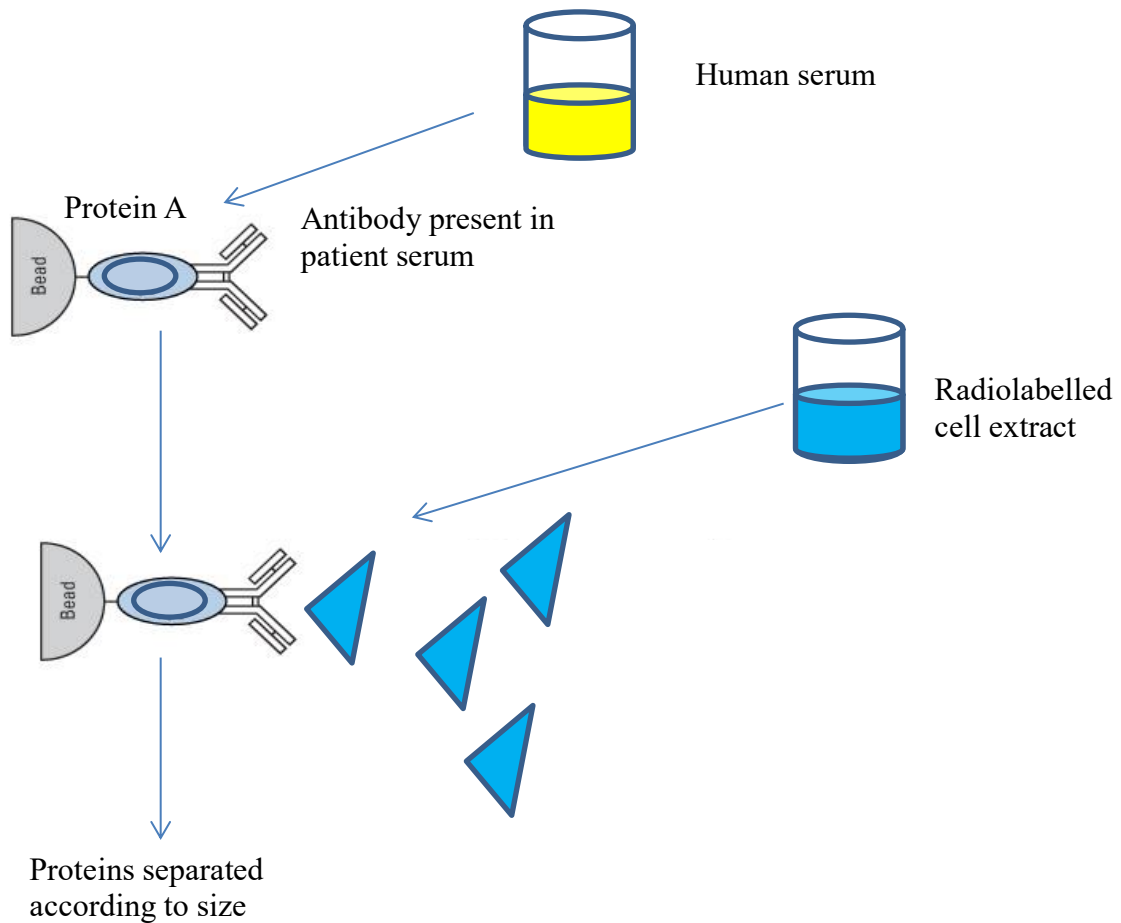 Human serum
Protein A
Antibody present in
patient serum
Bead
Radiolabelled
cell extract
Bead
Proteins separated
according to size